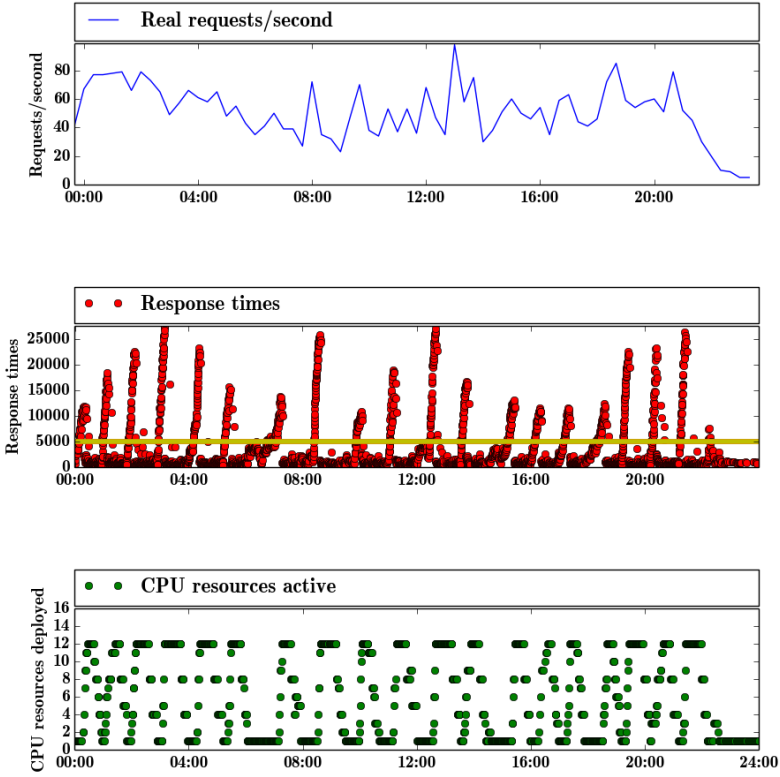 Real requests/second
Requests/second
80
60
40
20
0
00:00 04:00 08:00 12:00 16:00 20:00
Response times
Response times
25000
20000
15000
10000
5000
0
00:00 04:00 08:00 12:00 16:00 20:00
CPU resources active
CPU resources deployed
16
14
12
10
8
6
4
2
0
00:00 04:00 08:00 12:00 16:00 20:00 24:00